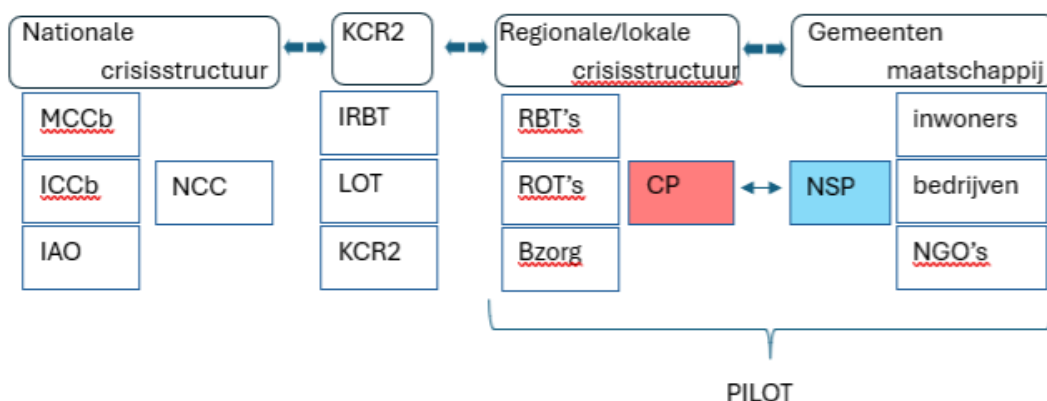 Nationale
crisisstructuur
KCR2
Regionale/lokale
crisisstructuur
Gemeenten
maatschappij
MCCb
IRBT
RBT's
inwoners
ICCb
NCC
LOT
ROT's
CP
NSP
bedrijven
IAO
KCR2
Bzorg
NGO's
PILOT